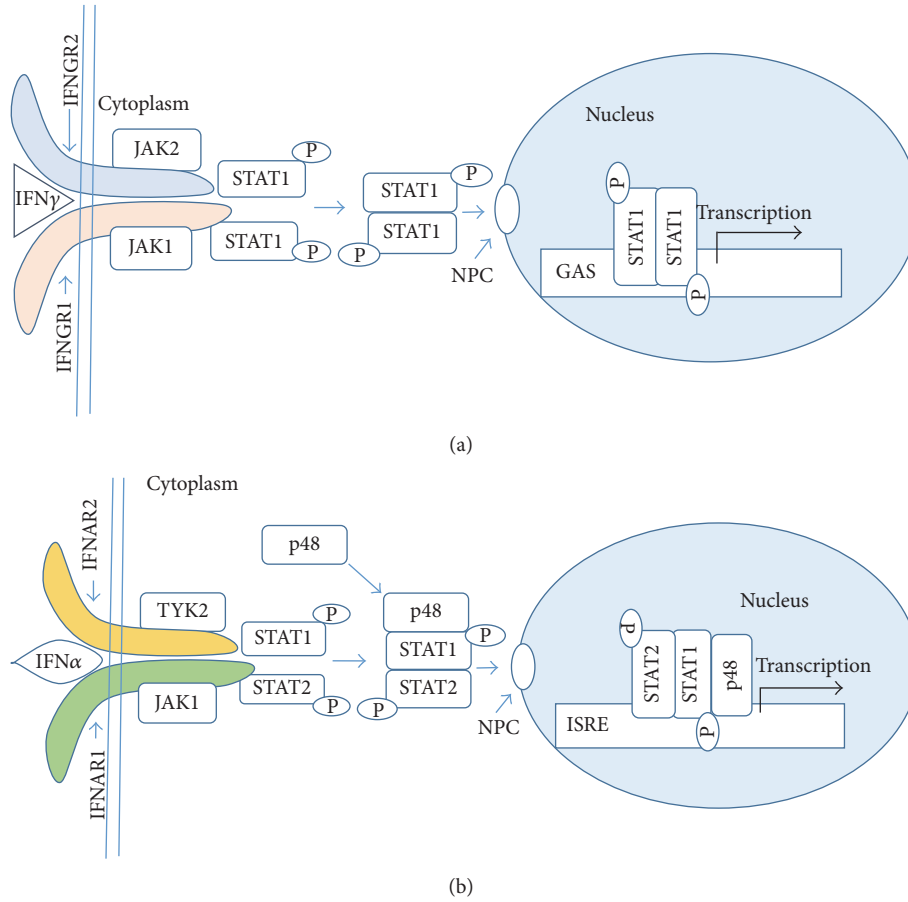 IFNGR2
Cytoplasm
JAK2
P
STAT1
IFNγ
JAK1
STAT1
P
IFNGR1
STAT1
P
STAT1
P
NPC
Nucleus
P
STAT1
STAT1
P
GAS
Transcription
(a)
Cytoplasm
IFNAR2
p48
TYK2
P
STAT1
IFNα
JAK1
STAT2
P
IFNAR1
p48
STAT1
P
STAT2
P
NPC
Nucleus
P
STAT2
STAT1
p48
P
ISRE
Transcription
(b)